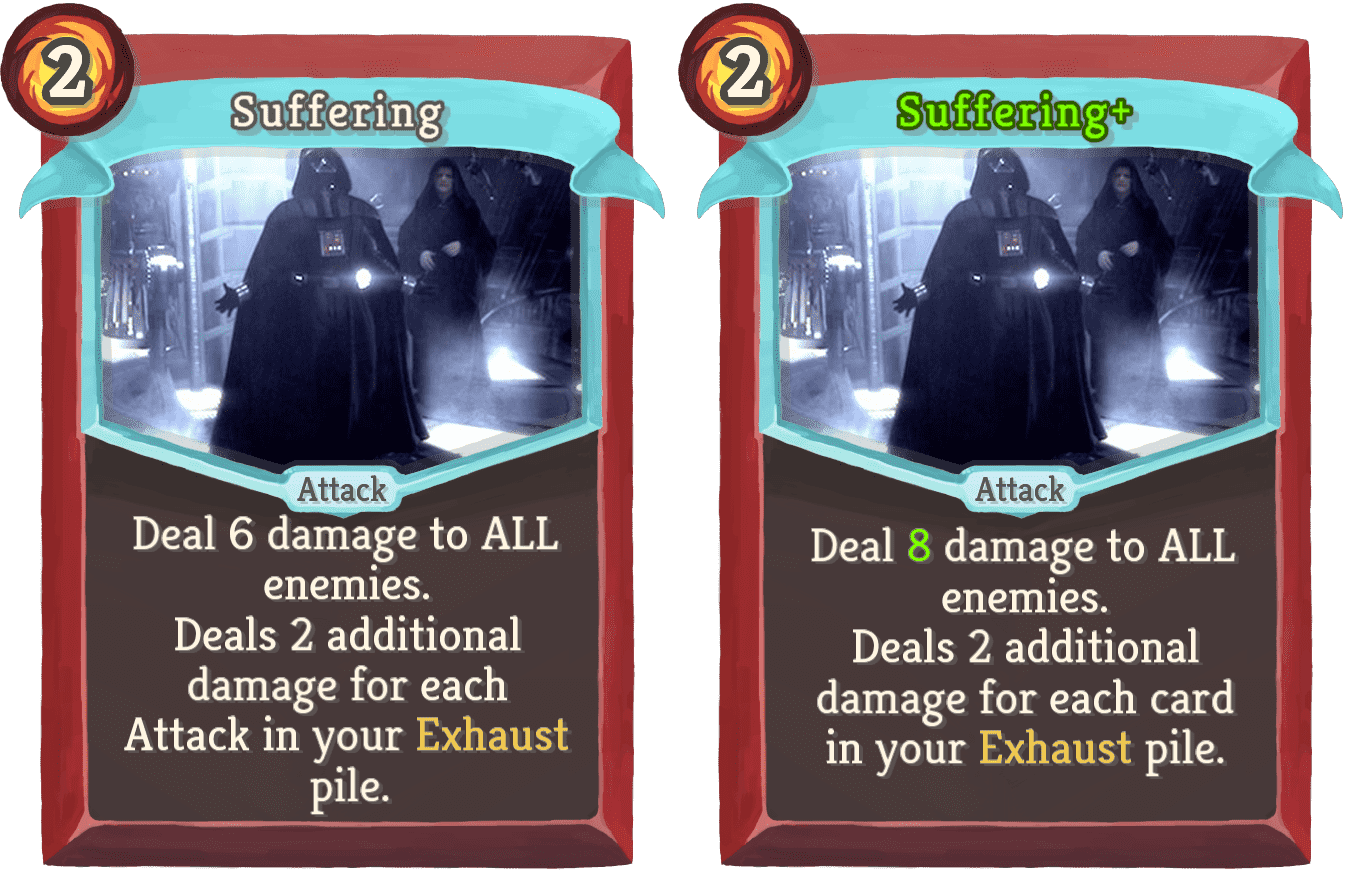 2
Suffering
Attack
Deal 6 damage to ALL
enemies.
Deals 2 additional
damage for each
Attack in your Exhaust
pile.
2
Suffering+
Attack
Deal 8 damage to ALL
enemies.
Deals 2 additional
damage for each card
in your Exhaust pile.